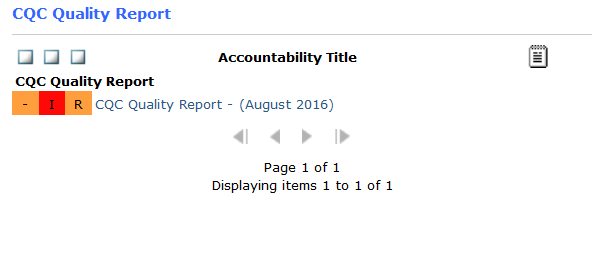 CQC Quality Report
Accountability Title
CQC Quality Report
- I R CQC Quality Report - (August 2016)
Page 1 of 1
Displaying items 1 to 1 of 1